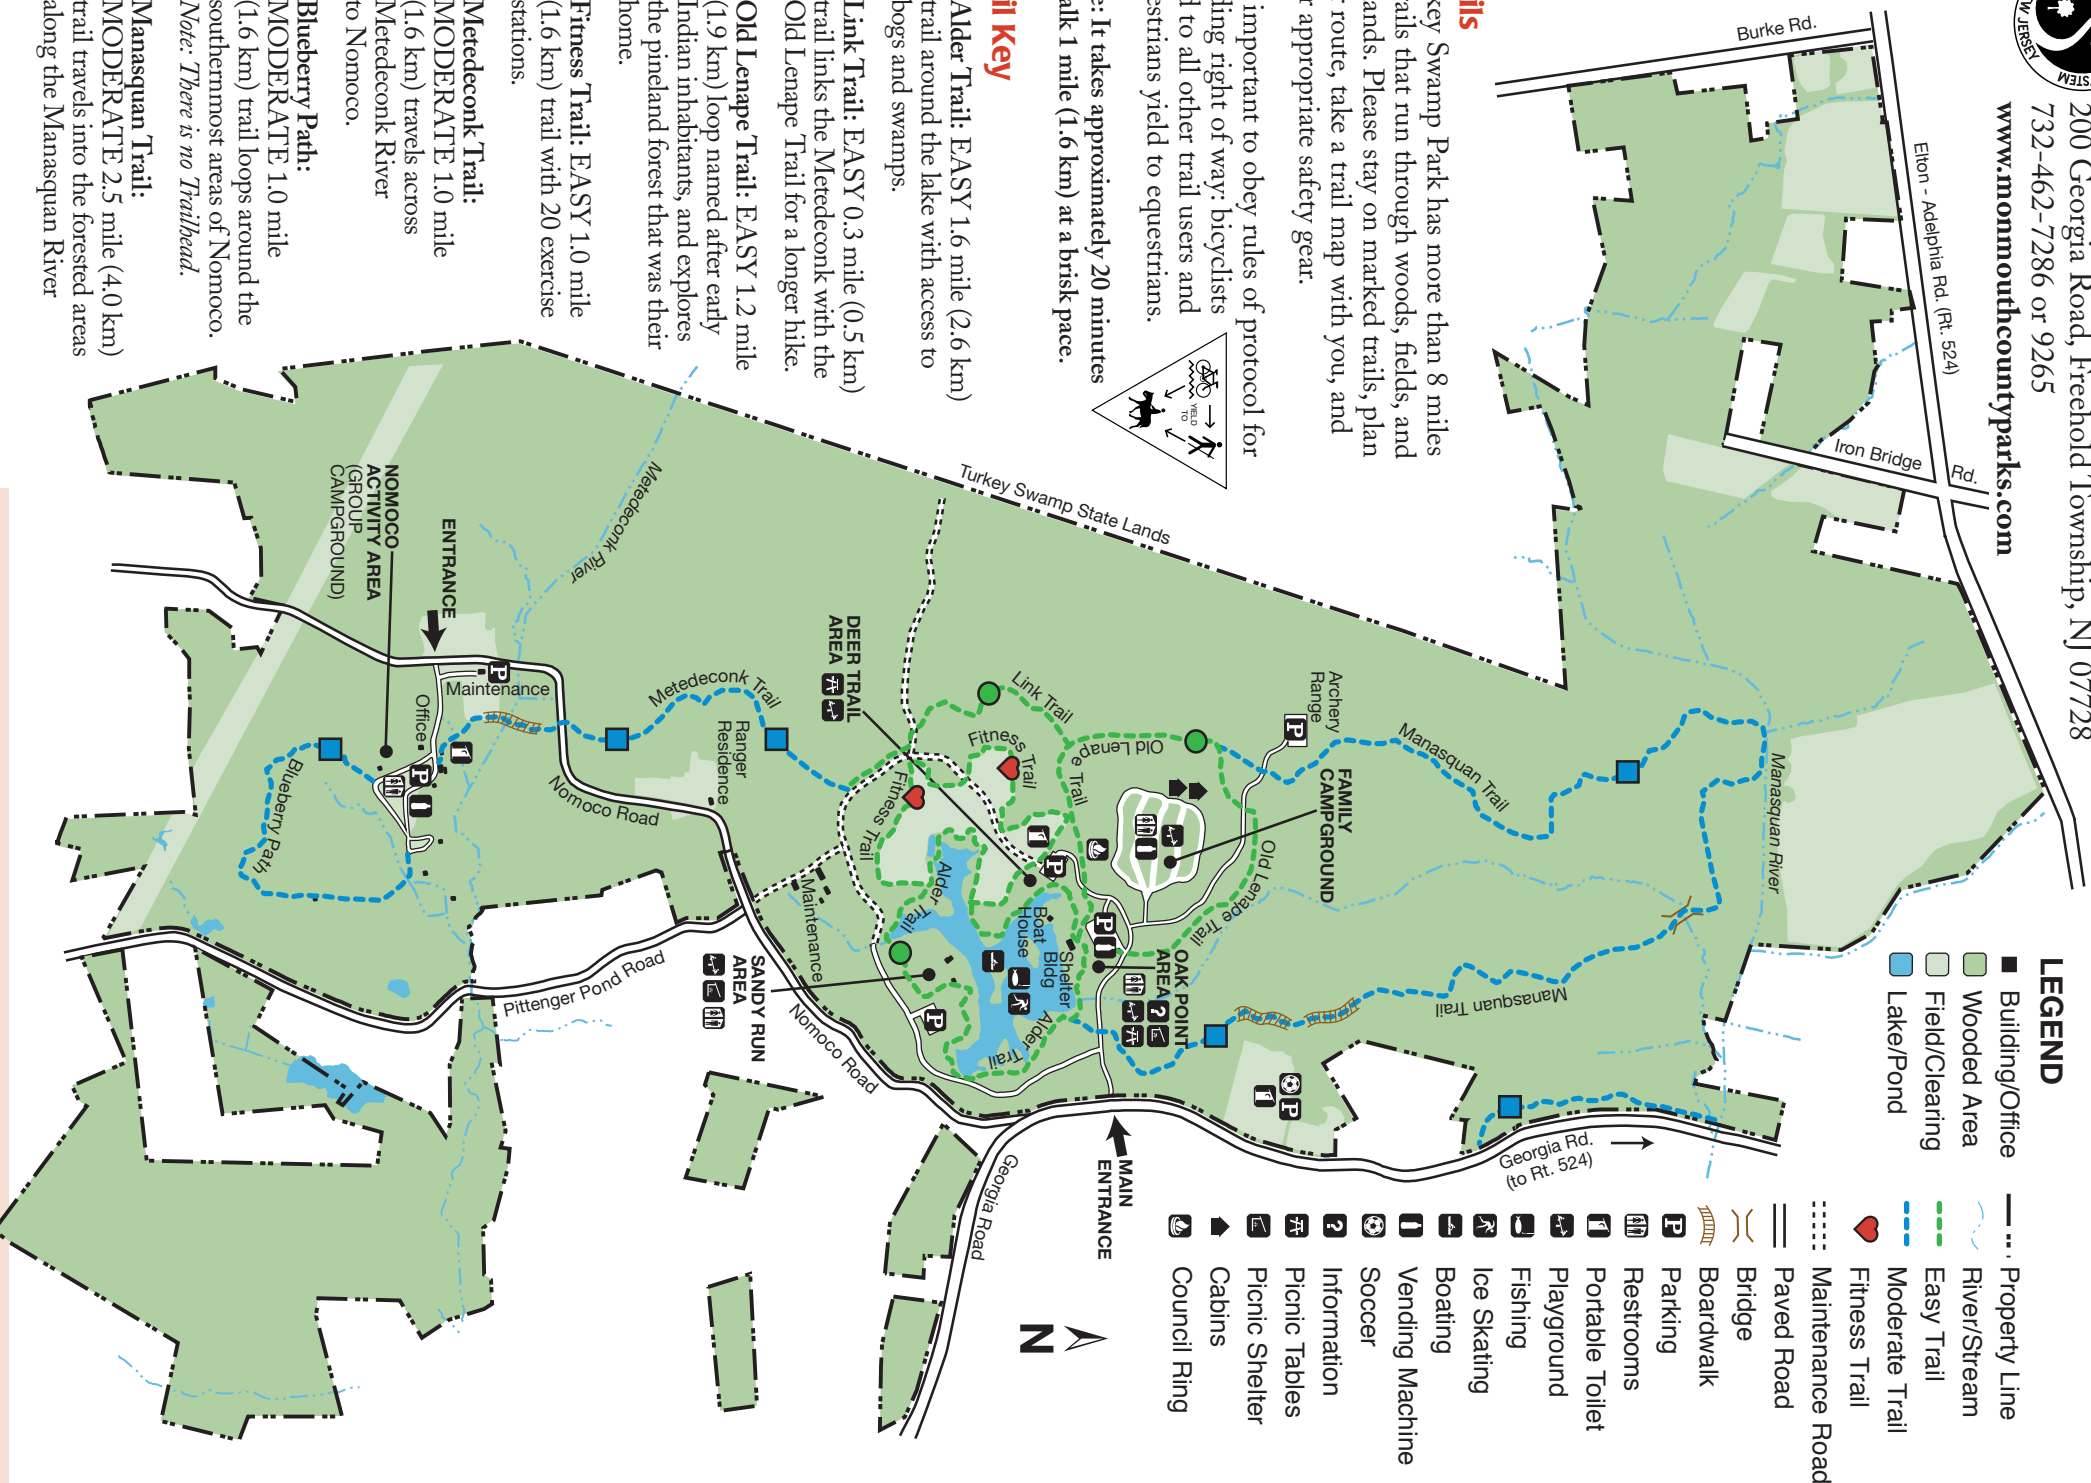 200 Georgia Road, Freehold Township, NJ 07728
732-462-7286 or 9265
www.monmouthcountyparks.com
NEW JERSEY
ils
key Swamp Park has more than 8 miles
rails that run through woods, fields, and
ands. Please stay on marked trails, plan
r route, take a trail map with you, and
r appropriate safety gear.
important to obey rules of protocol for
ding right of way: bicyclists
d to all other trail users and
estrians yield to equestrians.
YIELD
TO
e: It takes approximately 20 minutes
alk 1 mile (1.6 km) at a brisk pace.
il Key
Alder Trail: EASY 1.6 mile (2.6 km)
trail around the lake with access to
bogs and swamps.
Link Trail: EASY 0.3 mile (0.5 km)
trail links the Metedeconk with the
Old Lenape Trail for a longer hike.
Old Lenape Trail: EASY 1.2 mile
(1.9 km) loop named after early
Indian inhabitants, and explores
the pineland forest that was their
home.
Fitness Trail: EASY 1.0 mile
(1.6 km) trail with 20 exercise
stations.
Metedeconk Trail:
MODERATE 1.0 mile
(1.6 km) travels across
Metedeconk River
to Nomoco.
Blueberry Path:
MODERATE 1.0 mile
(1.6 km) trail loops around the
southernmost areas of Nomoco.
Note: There is no Trailhead.
Manasquan Trail:
MODERATE 2.5 mile (4.0 km)
trail travels into the forested areas
along the Manasquan River
Burke Rd.
Elton - Adelphia Rd. (Rt. 524)
Iron Bridge Rd.
Turkey Swamp State Lands
Manasquan River
Manasquan Trail
Manasquan Trail
Archery
Range
P
FAMILY
CAMPGROUND
Old Lenape Trail
Old Lenape Trail
Link Trail
Fitness
Trail
Fitness Trail
DEER TRAIL
AREA
P
P
Boat
House
Shelter
Bldg
OAK POINT
AREA
?
Alder Trail
Alder Trail
P
P
SANDY RUN
AREA
Maintenance
Nomoco Road
Ranger
Residence
Metedeconk Trail
Metedeconk River
Nomoco Road
Maintenance
P
ENTRANCE
Office
P
NOMOCO
ACTIVITY AREA
(GROUP
CAMPGROUND)
Blueberry Path
Pittenger Pond Road
Georgia Road
MAIN
ENTRANCE
Georgia Rd.
(to Rt. 524)
N
LEGEND
Building/Office
Wooded Area
Field/Clearing
Lake/Pond
Property Line
River/Stream
Easy Trail
Moderate Trail
Fitness Trail
Maintenance Road
Paved Road
Bridge
Boardwalk
P Parking
Restrooms
Portable Toilet
Playground
Fishing
Ice Skating
Boating
Vending Machine
Soccer
? Information
Picnic Tables
Picnic Shelter
Cabins
Council Ring